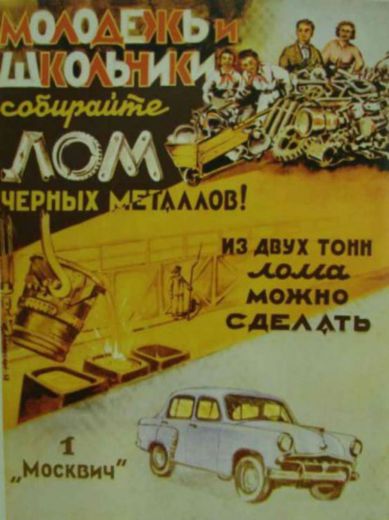 МОЛОДЕЖЬ И
ШКОЛЬНИКИ
собирайте
ЛОМ
ЧЕРНЫХ МЕТАЛЛОВ!
ИЗ ДВУХ ТОНН
лома
МОЖНО
СДЕЛАТЬ
1
„Москвич"